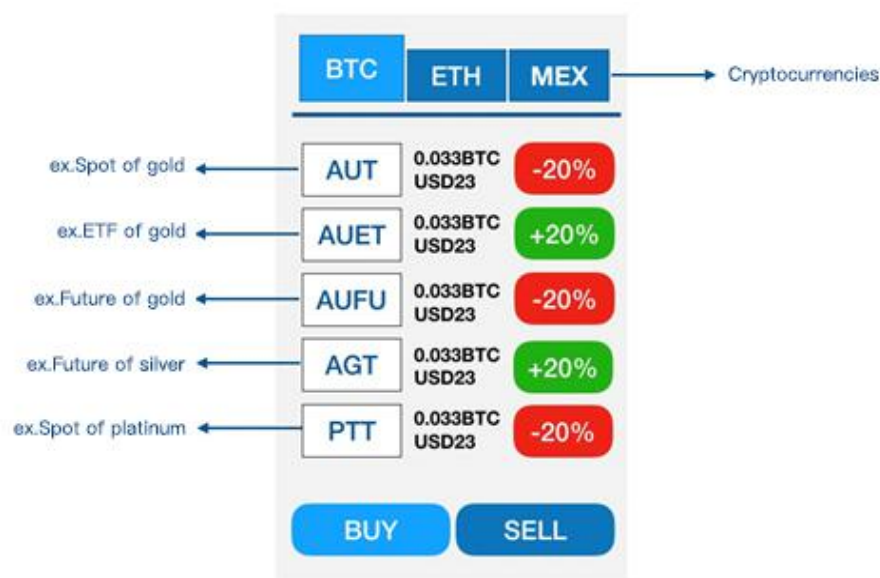 BTC ETH MEX Cryptocurrencies
ex.Spot of gold AUT 0.033BTC USD23 -20%
ex.ETF of gold AUET 0.033BTC USD23 +20%
ex.Future of gold AUFU 0.033BTC USD23 -20%
ex.Future of silver AGT 0.033BTC USD23 +20%
ex.Spot of platinum PTT 0.033BTC USD23 -20%
BUY SELL